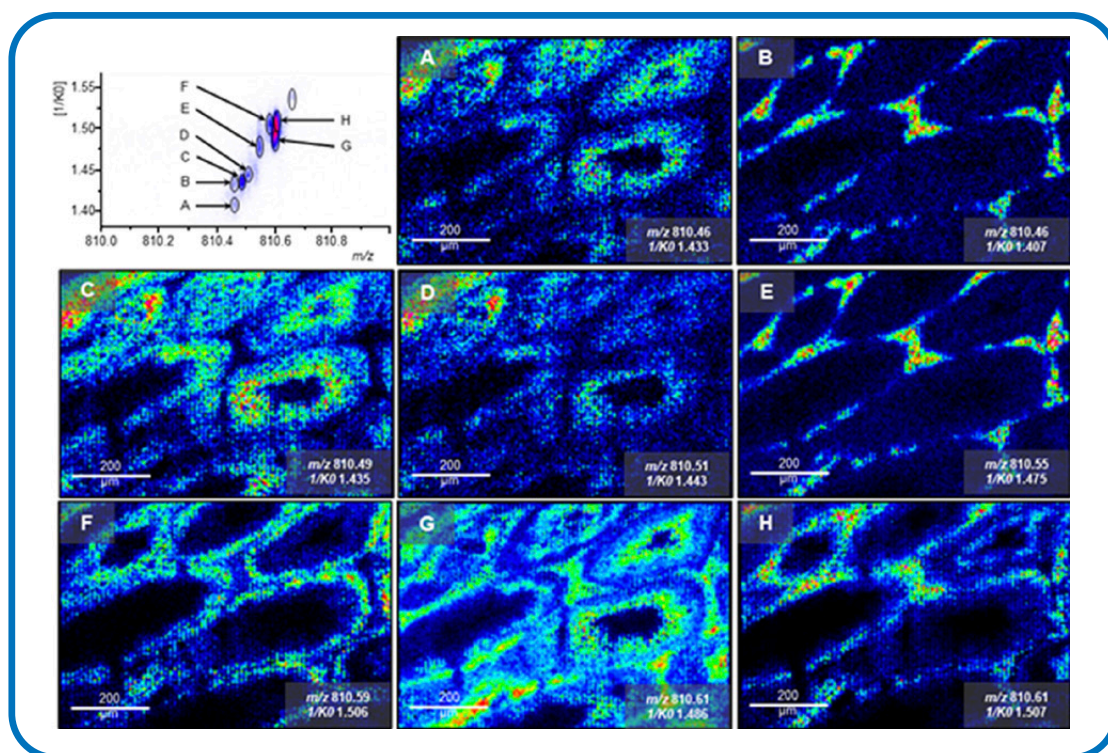 [1/K0]
1.55
1.50
1.45
1.40
F
E
D
C
B
A
H
G
810.0
810.2
810.4
810.6
810.8
m/z
A
200
µm
m/z 810.46
1/K0 1.433
B
200
µm
m/z 810.46
1/K0 1.407
C
200
µm
m/z 810.49
1/K0 1.435
D
200
µm
m/z 810.51
1/K0 1.443
E
200
µm
m/z 810.55
1/K0 1.475
F
200
µm
m/z 810.59
1/K0 1.506
G
200
µm
m/z 810.61
1/K0 1.486
H
200
µm
m/z 810.61
1/K0 1.507